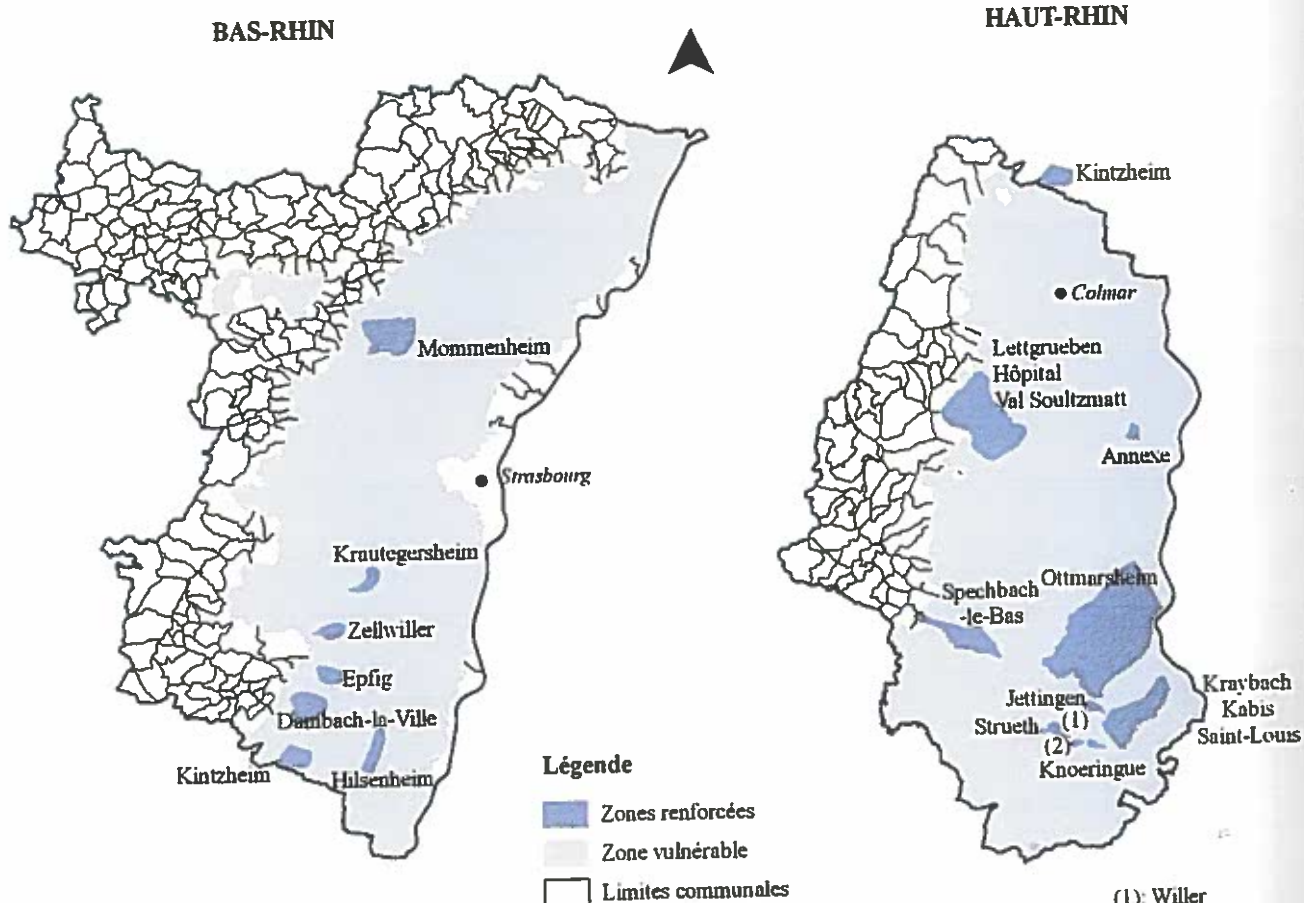 BAS-RHIN
HAUT-RHIN
Kintzheim
Colmar
Mommenheim
Lettgrueben
Hôpital
Val Soultzmatt
Annexe
Strasbourg
Krautegersheim
Zellwiller
Epfig
Dambach-la-Ville
Kintzheim
Hilsenheim
Spechbach
-le-Bas
Ottmarsheim
Jettingen
(1)
Strueth
(2)
Knoeringue
Kraybach
Kabis
Saint-Louis
Légende
Zones renforcées
Zone vulnérable
Limites communales
(1): Willer